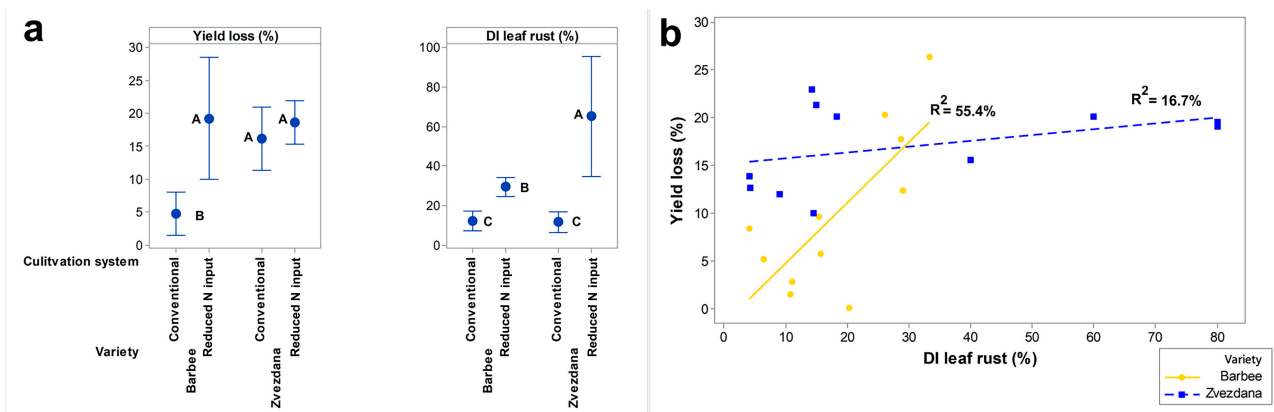 a
Yield loss (%)
30
25
20
15
10
5
0
A
B
A
A
DI leaf rust (%)
100
80
60
40
20
0
C
B
C
A
Culitvation system
Conventional
Reduced N input
Conventional
Reduced N input
Conventional
Reduced N input
Conventional
Reduced N input
Variety
Barbee
Zvezdana
Barbee
Zvezdana
b
Yield loss (%)
30
25
20
15
10
5
0
R2= 55.4%
R2= 16.7%
0
10
20
30
40
50
60
70
80
DI leaf rust (%)
Variety
Barbee
Zvezdana